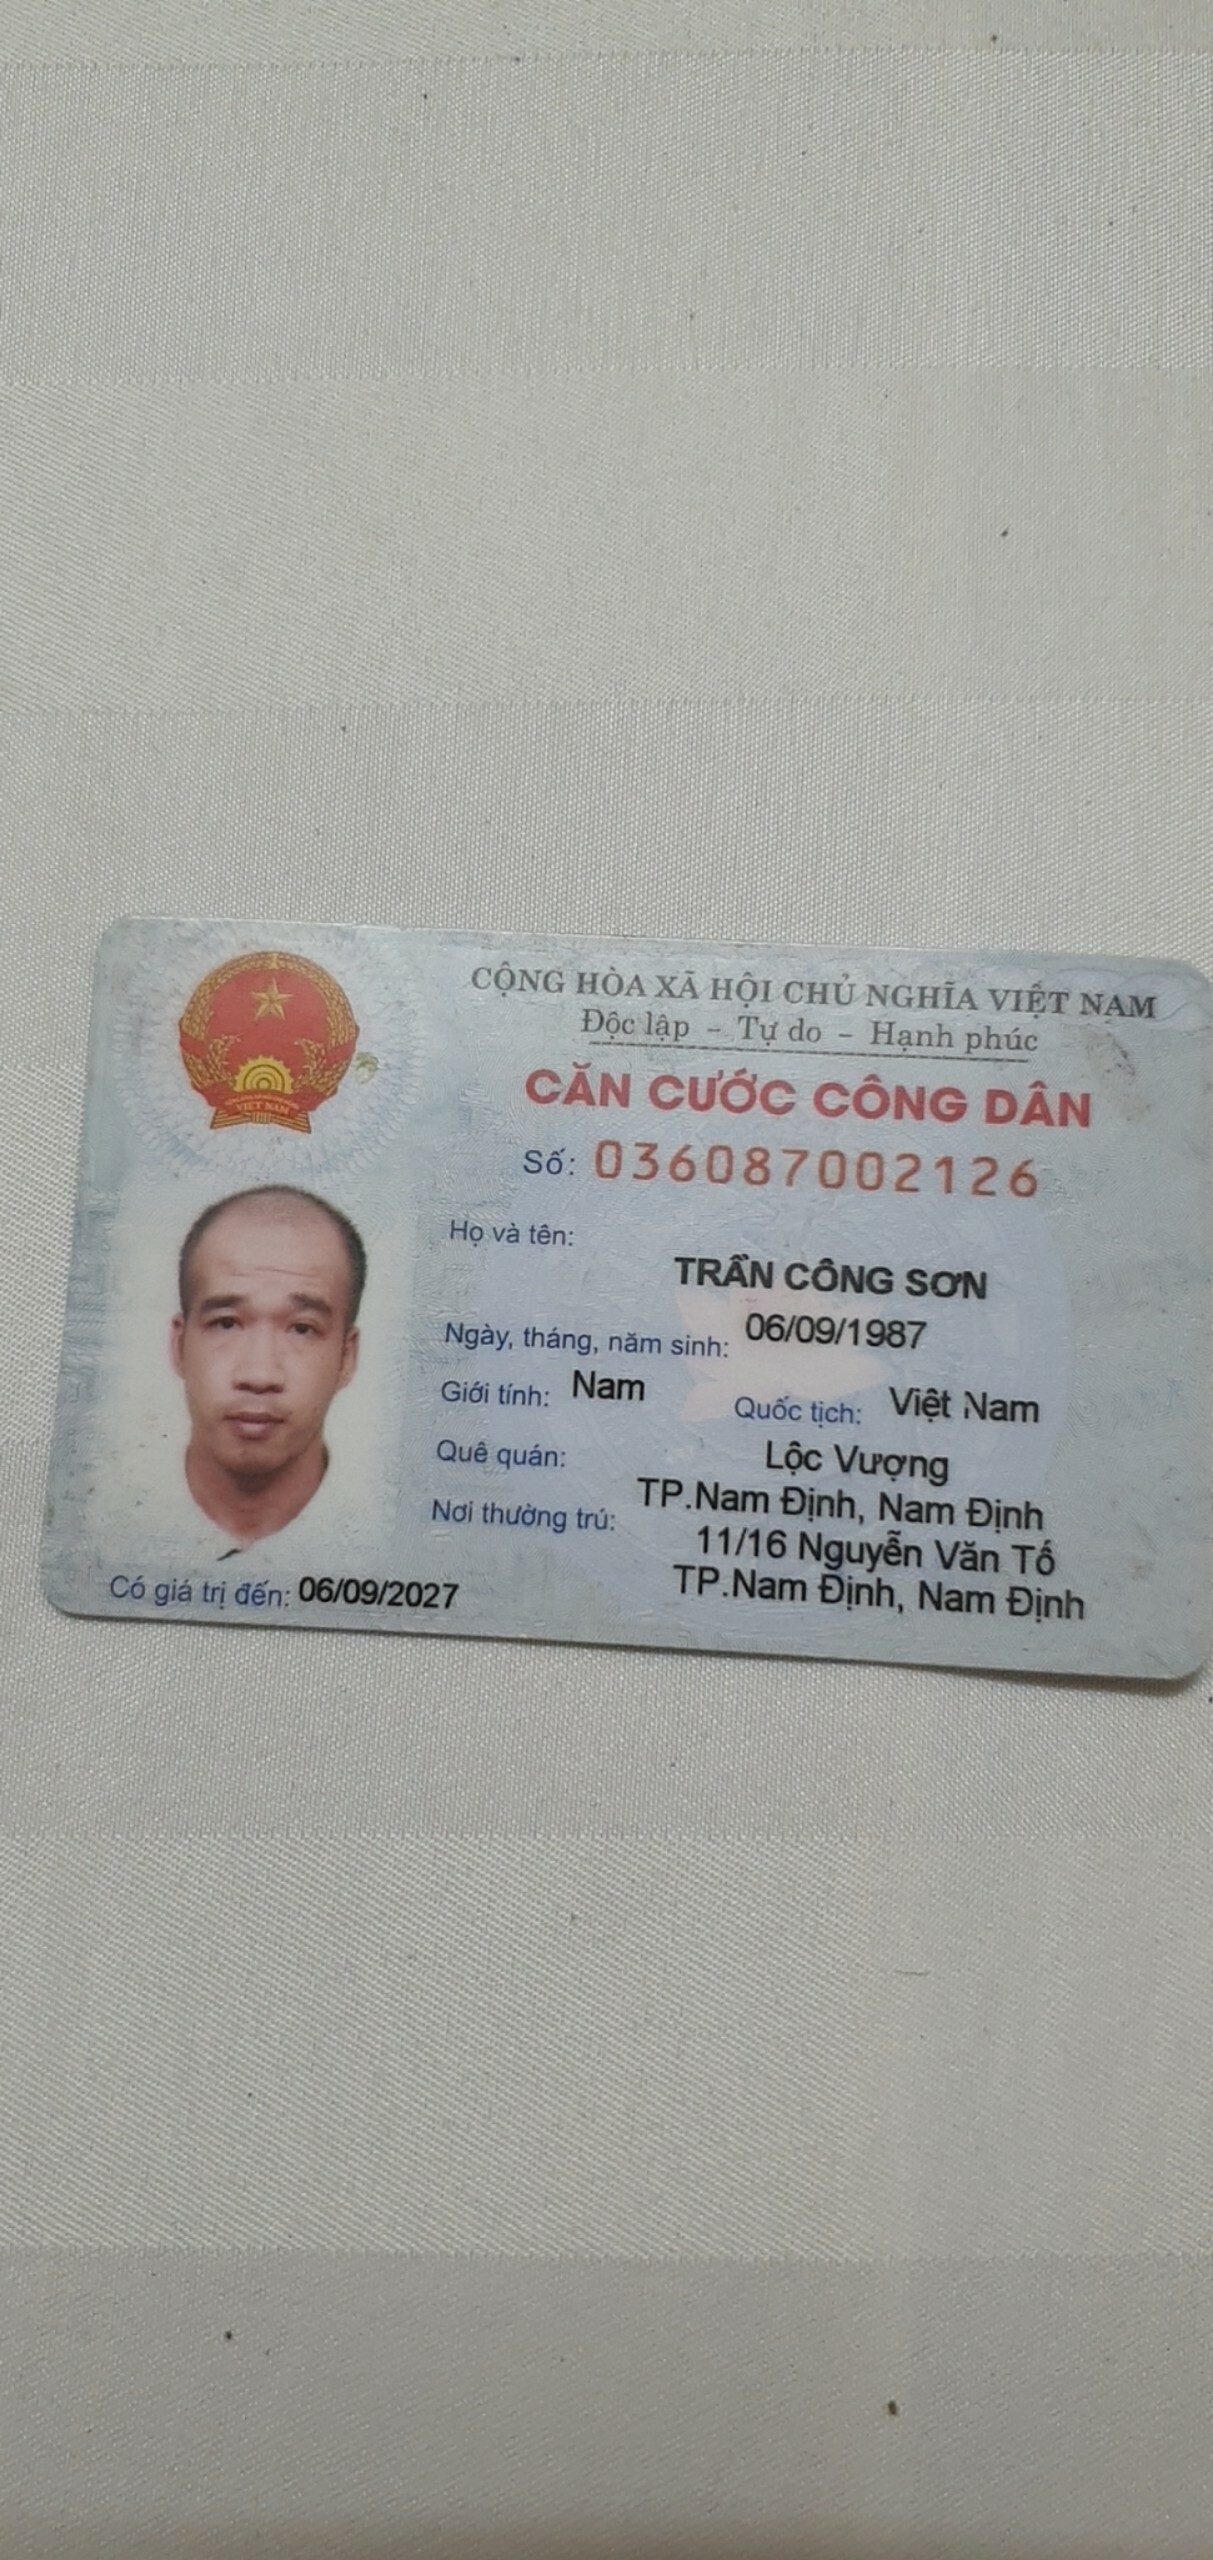 CỘNG HÒA XÃ HỘI CHỦ NGHĨA VIỆT NAM
Độc lập - Tự do - Hạnh phúc
CĂN CƯỚC CÔNG DÂN
Số: 036087002126
Họ và tên:
TRẦN CÔNG SƠN
Ngày, tháng, năm sinh: 06/09/1987
Giới tính: Nam Quốc tịch: Việt Nam
Quê quán: Lộc Vượng
TP.Nam Định, Nam Định
Nơi thường trú: 11/16 Nguyễn Văn Tố
TP.Nam Định, Nam Định
Có giá trị đến: 06/09/2027
VIỆT NAM